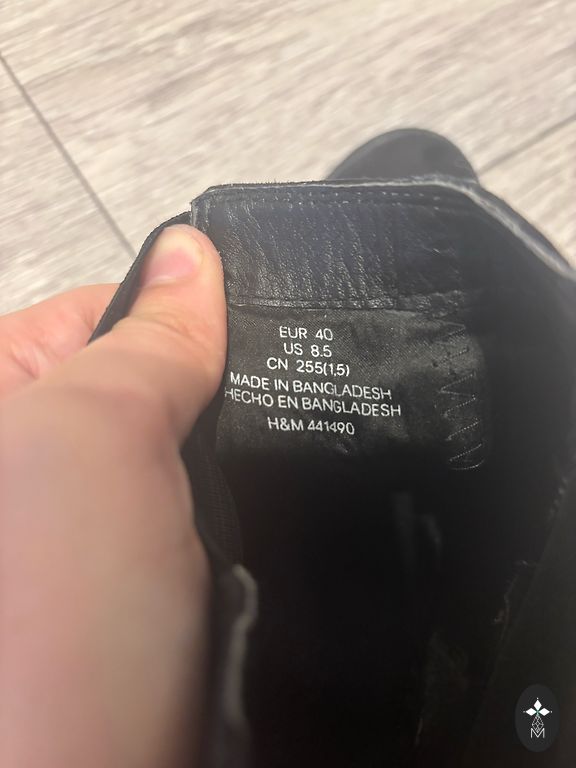 EUR 40
US 8.5
CN 255(1,5)
MADE IN BANGLADESH
HECHO EN BANGLADESH
H&M 441490
M